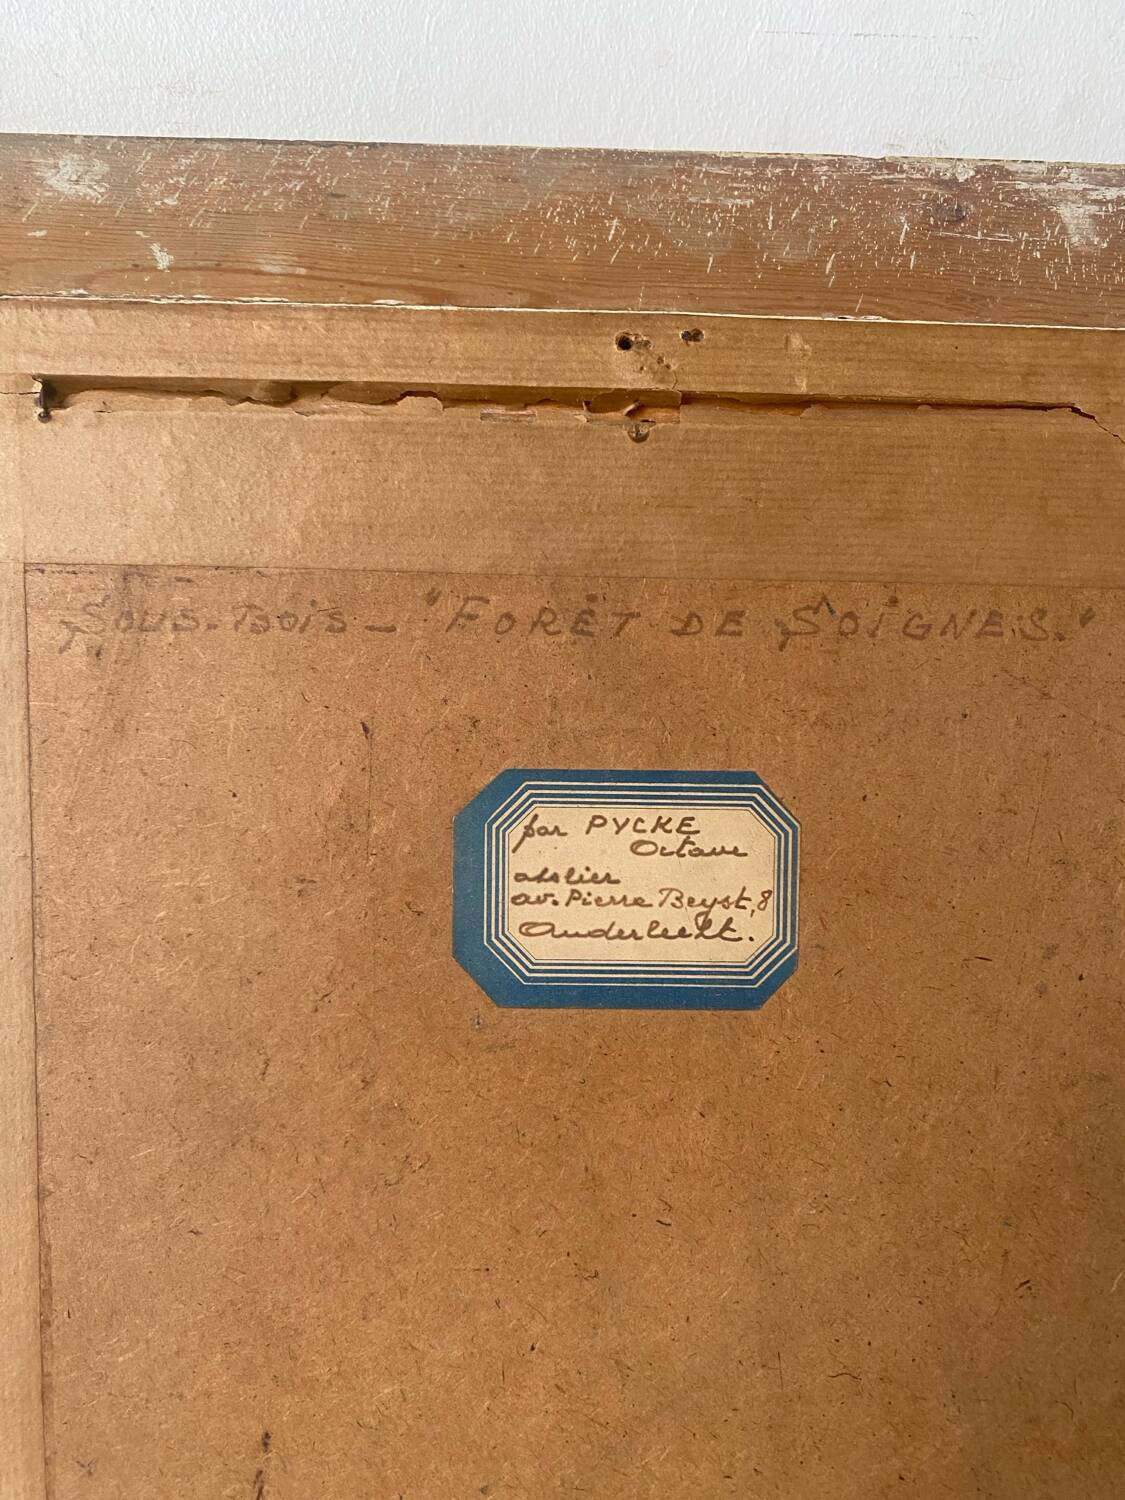 SOUS-BOIS - "FORÊT DE SOIGNES."
par PYCKE
Octave
atelier
av. Pierre Beyst, 8
Anderlecht.